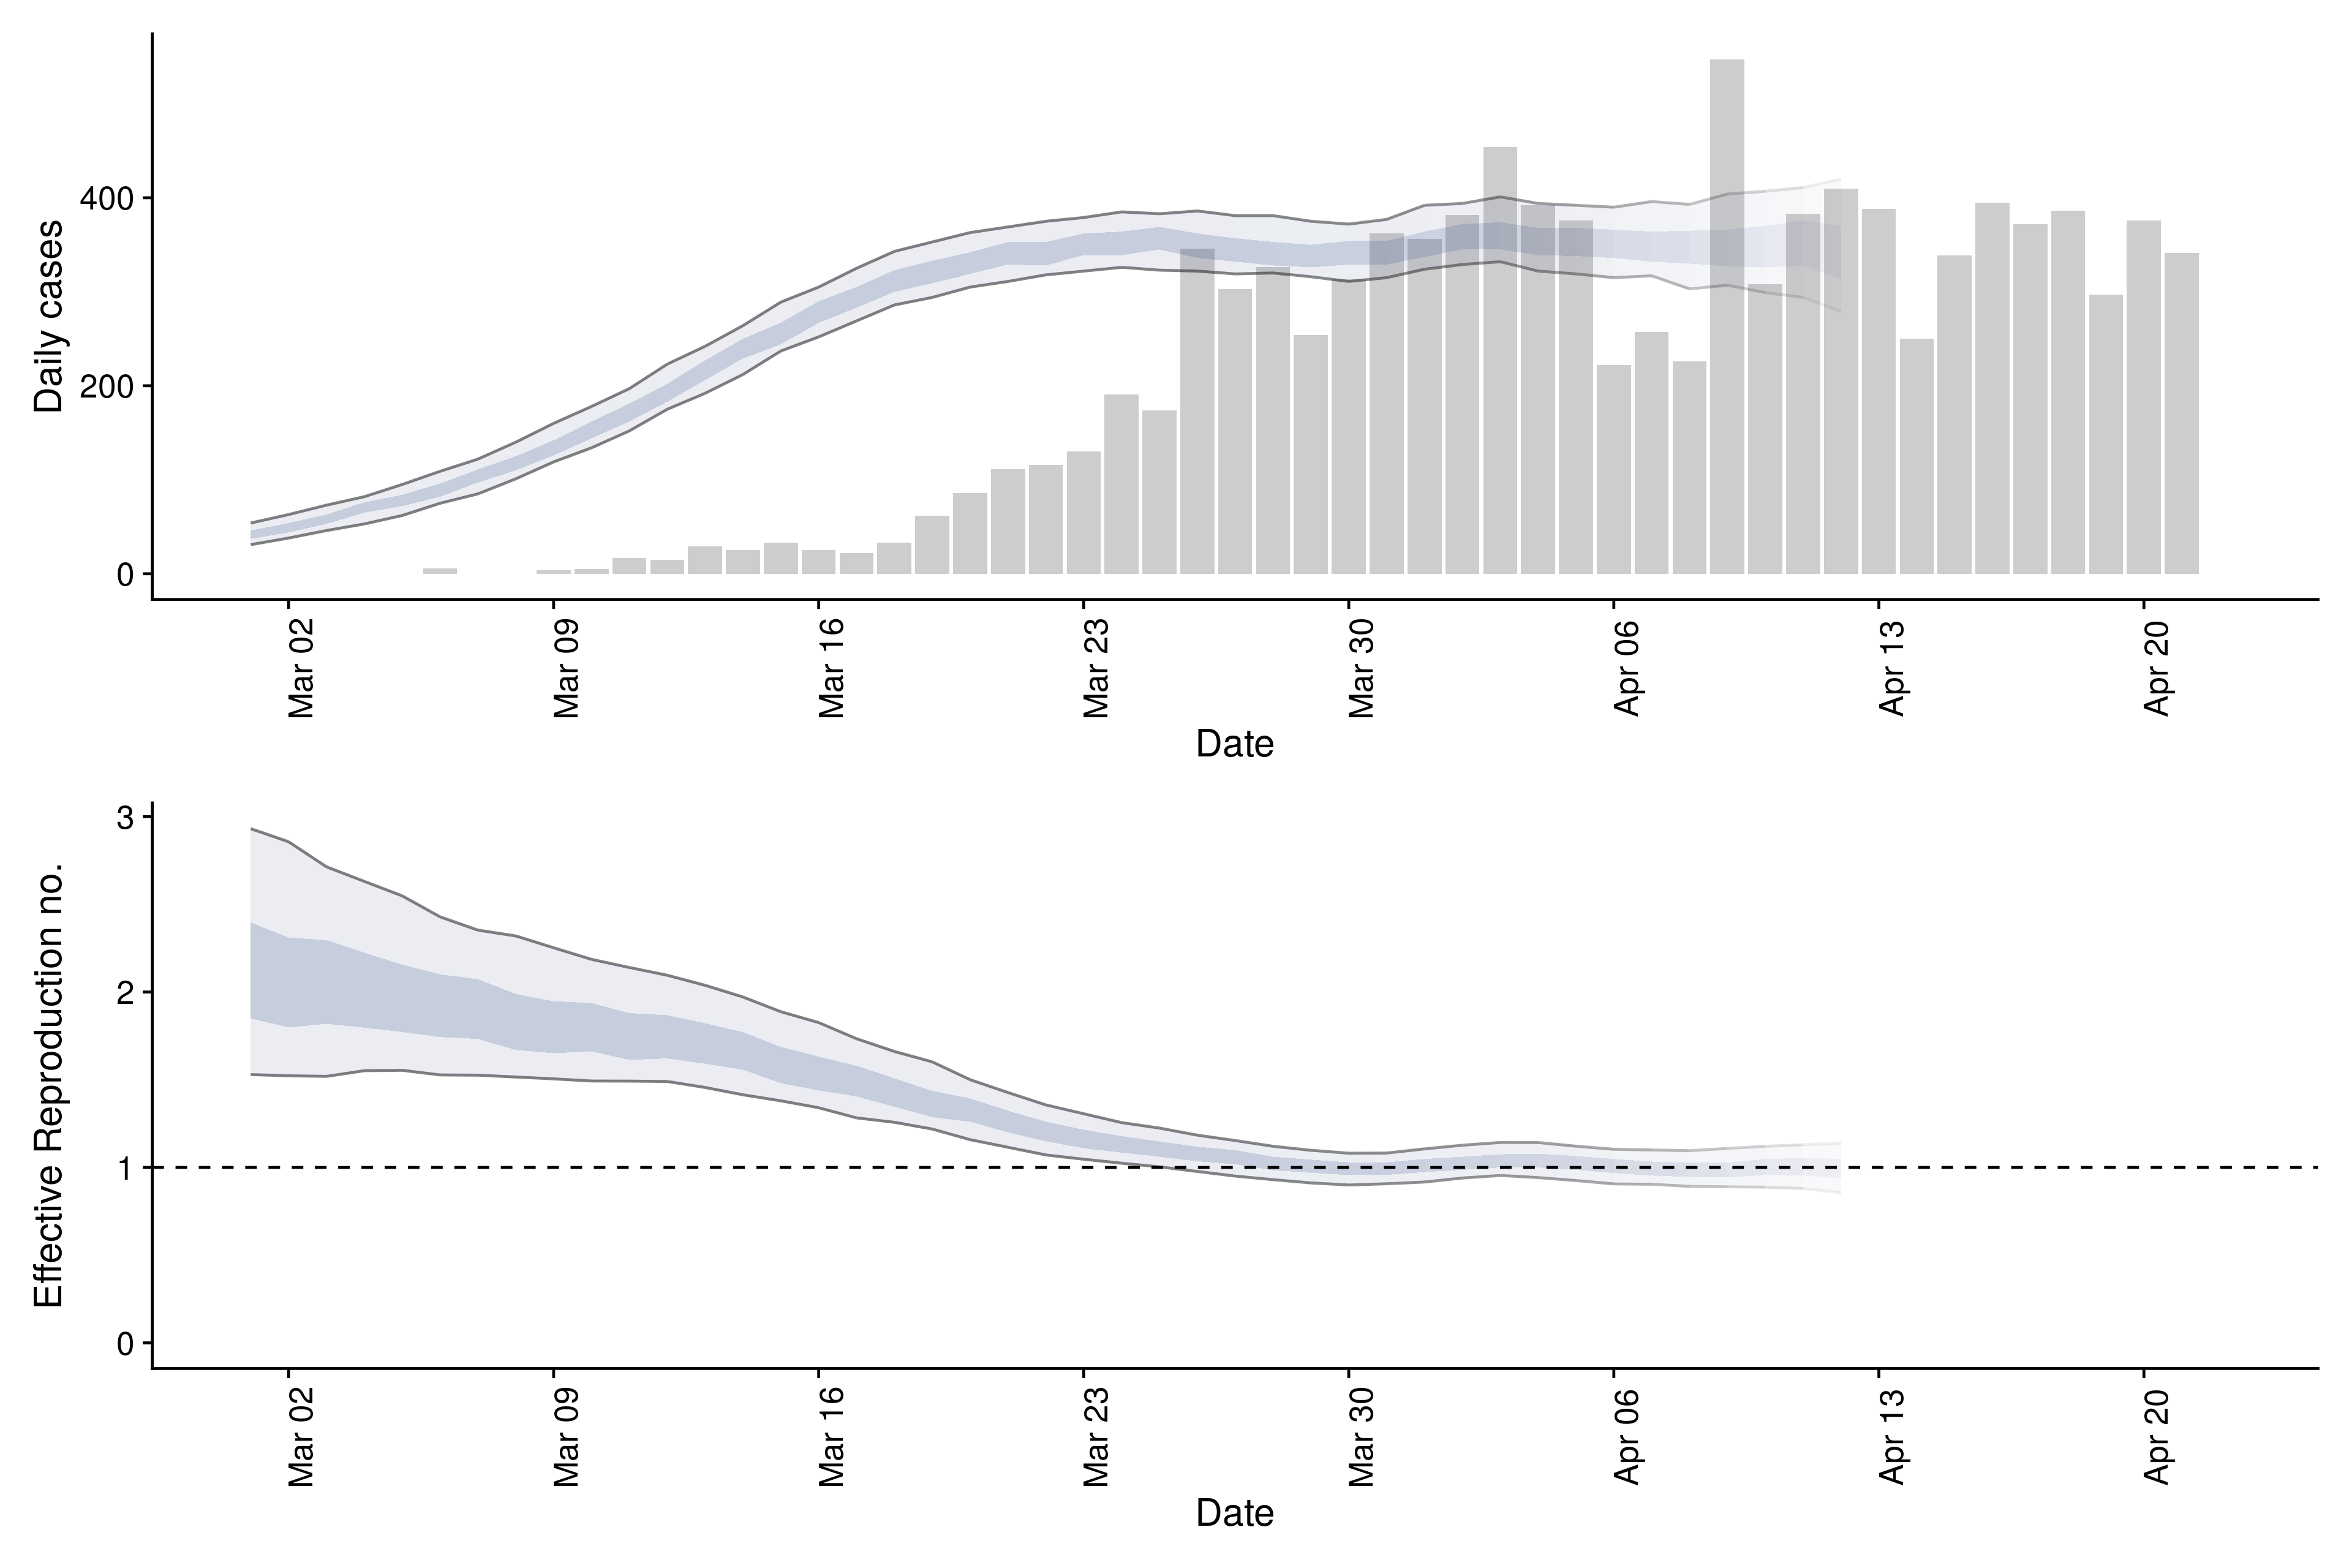 Daily cases
400
200
0
Mar 02
Mar 09
Mar 16
Mar 23
Mar 30
Apr 06
Apr 13
Apr 20
Date
Effective Reproduction no.
3
2
1
0
Mar 02
Mar 09
Mar 16
Mar 23
Mar 30
Apr 06
Apr 13
Apr 20
Date